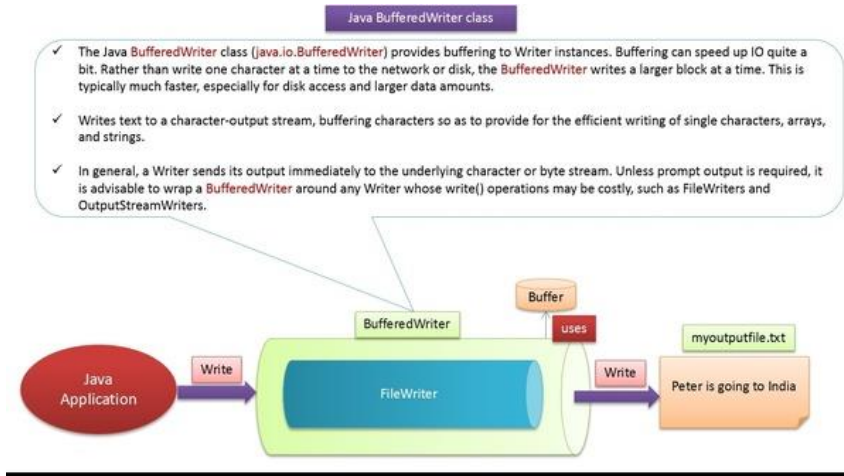 Java BufferedWriter class
✓ The Java BufferedWriter class (java.io.BufferedWriter) provides buffering to Writer instances. Buffering can speed up IO quite a
bit. Rather than write one character at a time to the network or disk, the BufferedWriter writes a larger block at a time. This is
typically much faster, especially for disk access and larger data amounts.
✓ Writes text to a character-output stream, buffering characters so as to provide for the efficient writing of single characters, arrays,
and strings.
✓ In general, a Writer sends its output immediately to the underlying character or byte stream. Unless prompt output is required, it
is advisable to wrap a BufferedWriter around any Writer whose write() operations may be costly, such as FileWriters and
OutputStreamWriters.
Buffer
BufferedWriter
uses
myoutputfile.txt
Java
Application
Write
FileWriter
Write
Peter is going to India